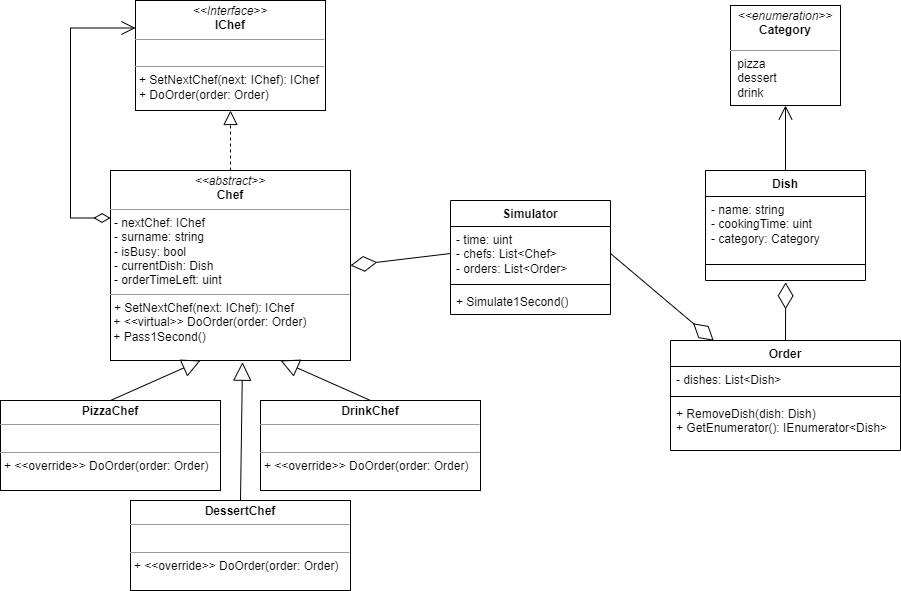 <<Interface>>
IChef
+ SetNextChef(next: IChef): IChef
+ DoOrder(order: Order)
<<enumeration>>
Category
pizza
dessert
drink
<<abstract>>
Chef
- nextChef: IChef
- surname: string
- isBusy: bool
- currentDish: Dish
- orderTimeLeft: uint
+ SetNextChef(next: IChef): IChef
+ <<virtual>> DoOrder(order: Order)
+ Pass1Second()
Simulator
- time: uint
- chefs: List<Chef>
- orders: List<Order>
+ Simulate1Second()
Dish
- name: string
- cookingTime: uint
- category: Category
Order
- dishes: List<Dish>
+ RemoveDish(dish: Dish)
+ GetEnumerator(): IEnumerator<Dish>
PizzaChef
+ <<override>> DoOrder(order: Order)
DrinkChef
+ <<override>> DoOrder(order: Order)
DessertChef
+ <<override>> DoOrder(order: Order)